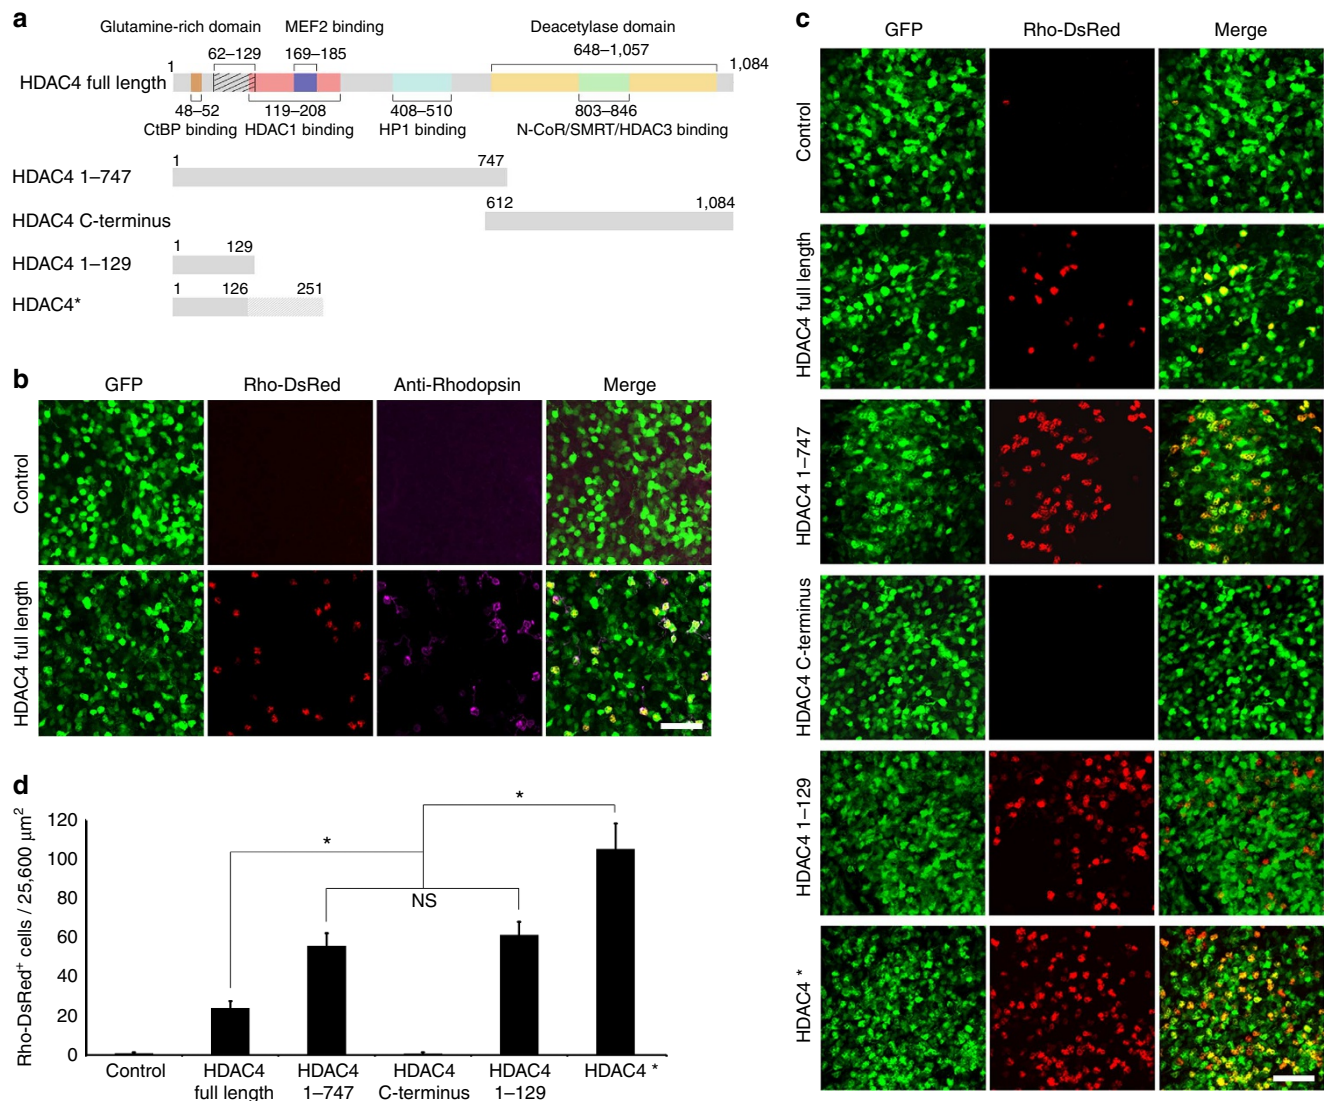 a
Glutamine-rich domain
MEF2 binding
Deacetylase domain
62–129
169–185
648–1,057
1
1,084
HDAC4 full length
48–52
119–208
408–510
803–846
CtBP binding
HDAC1 binding
HP1 binding
N-CoR/SMRT/HDAC3 binding
1
747
HDAC4 1–747
612
1,084
HDAC4 C-terminus
1
129
HDAC4 1–129
1
126
251
HDAC4*
b
GFP
Rho-DsRed
Anti-Rhodopsin
Merge
Control
HDAC4 full length
c
GFP
Rho-DsRed
Merge
Control
HDAC4 full length
HDAC4 1–747
HDAC4 C-terminus
HDAC4 1–129
HDAC4 *
d
Rho-DsRed⁺ cells / 25,600 μm²
120
100
80
60
40
20
0
*
*
NS
Control
HDAC4 full length
HDAC4 1–747
HDAC4 C-terminus
HDAC4 1–129
HDAC4 *